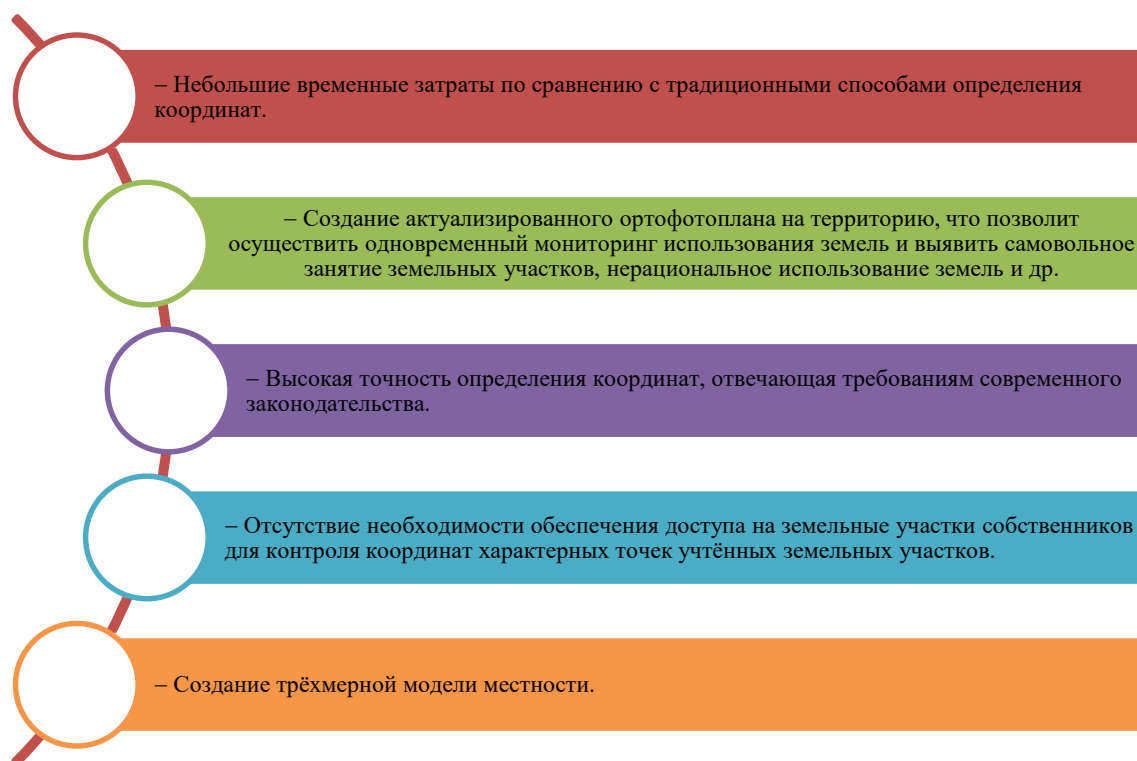 – Небольшие временные затраты по сравнению с традиционными способами определения
координат.
– Создание актуализированного ортофотоплана на территорию, что позволит
осуществить одновременный мониторинг использования земель и выявить самовольное
занятие земельных участков, нерациональное использование земель и др.
– Высокая точность определения координат, отвечающая требованиям современного
законодательства.
– Отсутствие необходимости обеспечения доступа на земельные участки собственников
для контроля координат характерных точек учтённых земельных участков.
– Создание трёхмерной модели местности.